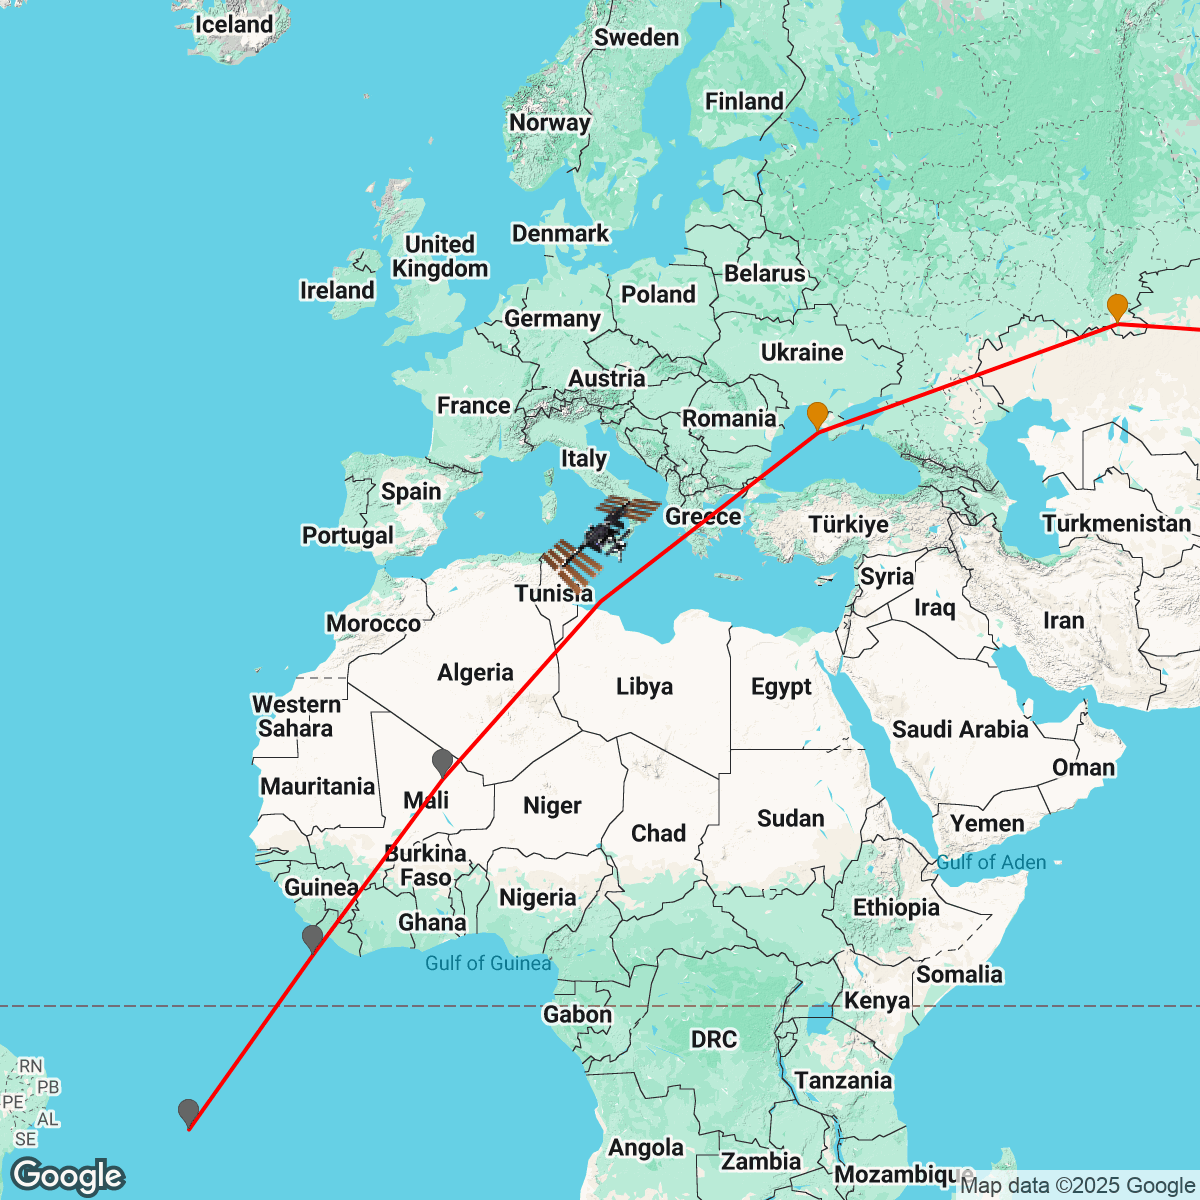 Iceland
Sweden
Finland
Norway
Denmark
United
Kingdom
Ireland
Belarus
Poland
Germany
Ukraine
Austria
France
Romania
Italy
Spain
Portugal
Greece
Türkiye
Turkmenistan
Syria
Iraq
Iran
Tunisia
Morocco
Algeria
Libya
Egypt
Western
Sahara
Saudi Arabia
Oman
Mauritania
Mali
Niger
Chad
Sudan
Yemen
Burkina
Faso
Gulf of Aden
Guinea
Nigeria
Ghana
Ethiopia
Gulf of Guinea
Somalia
Kenya
Gabon
DRC
Tanzania
RN
PB
PE
AL
SE
Angola
Zambia
Mozambique
Google
Map data ©2025 Google